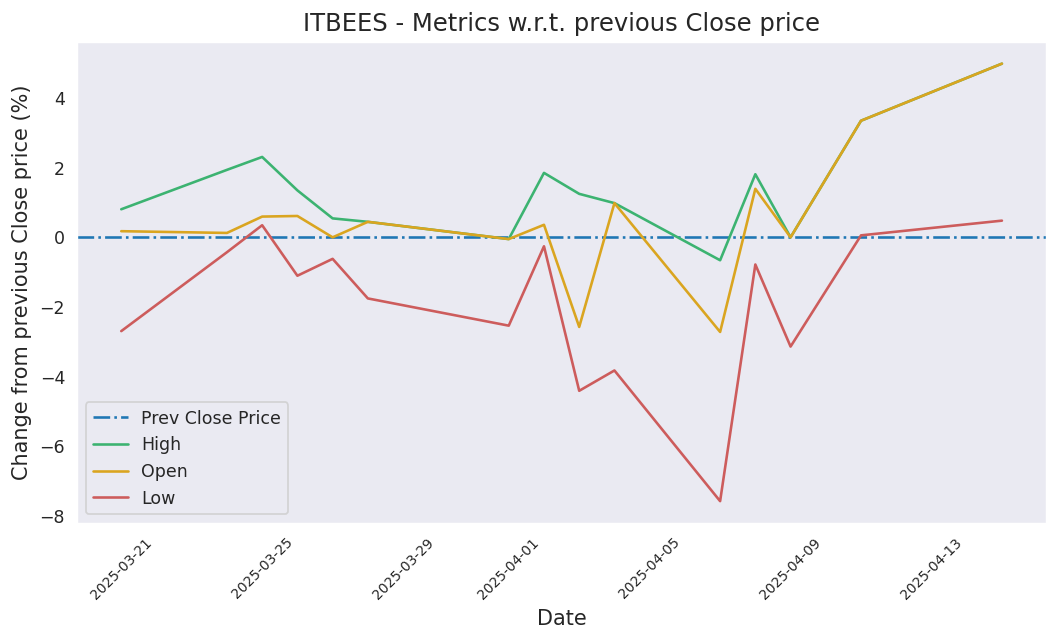 ITBEES - Metrics w.r.t. previous Close price
Change from previous Close price (%)
4
2
0
−2
−4
−6
−8
Prev Close Price
High
Open
Low
2025-03-21
2025-03-25
2025-03-29
2025-04-01
2025-04-05
2025-04-09
2025-04-13
Date